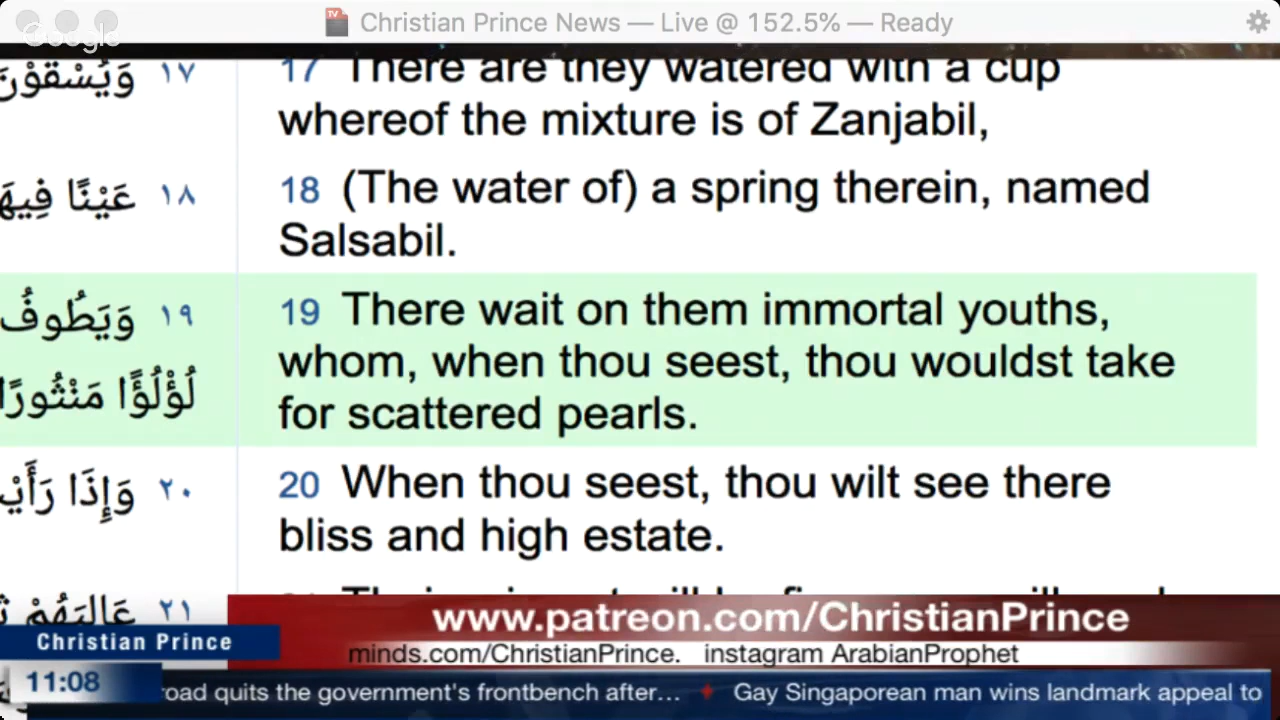 Christian Prince News — Live @ 152.5% — Ready
Google
17 There are they watered with a cup
whereof the mixture is of Zanjabil,
وَيُسْقَوْنَ ١٧
18 (The water of) a spring therein, named
Salsabil.
عَيْنًا فِيهَا ١٨
19 There wait on them immortal youths,
whom, when thou seest, thou wouldst take
for scattered pearls.
وَيَطُوفُ ١٩
لُؤْلُؤًا مَنْثُورًا
20 When thou seest, thou wilt see there
bliss and high estate.
وَإِذَا رَأَيْ ٢٠
عَالِيَهُمْ ٢١
www.patreon.com/ChristianPrince
Christian Prince
minds.com/ChristianPrince. instagram ArabianProphet
11:08
road quits the government's frontbench after... ♦ Gay Singaporean man wins landmark appeal to